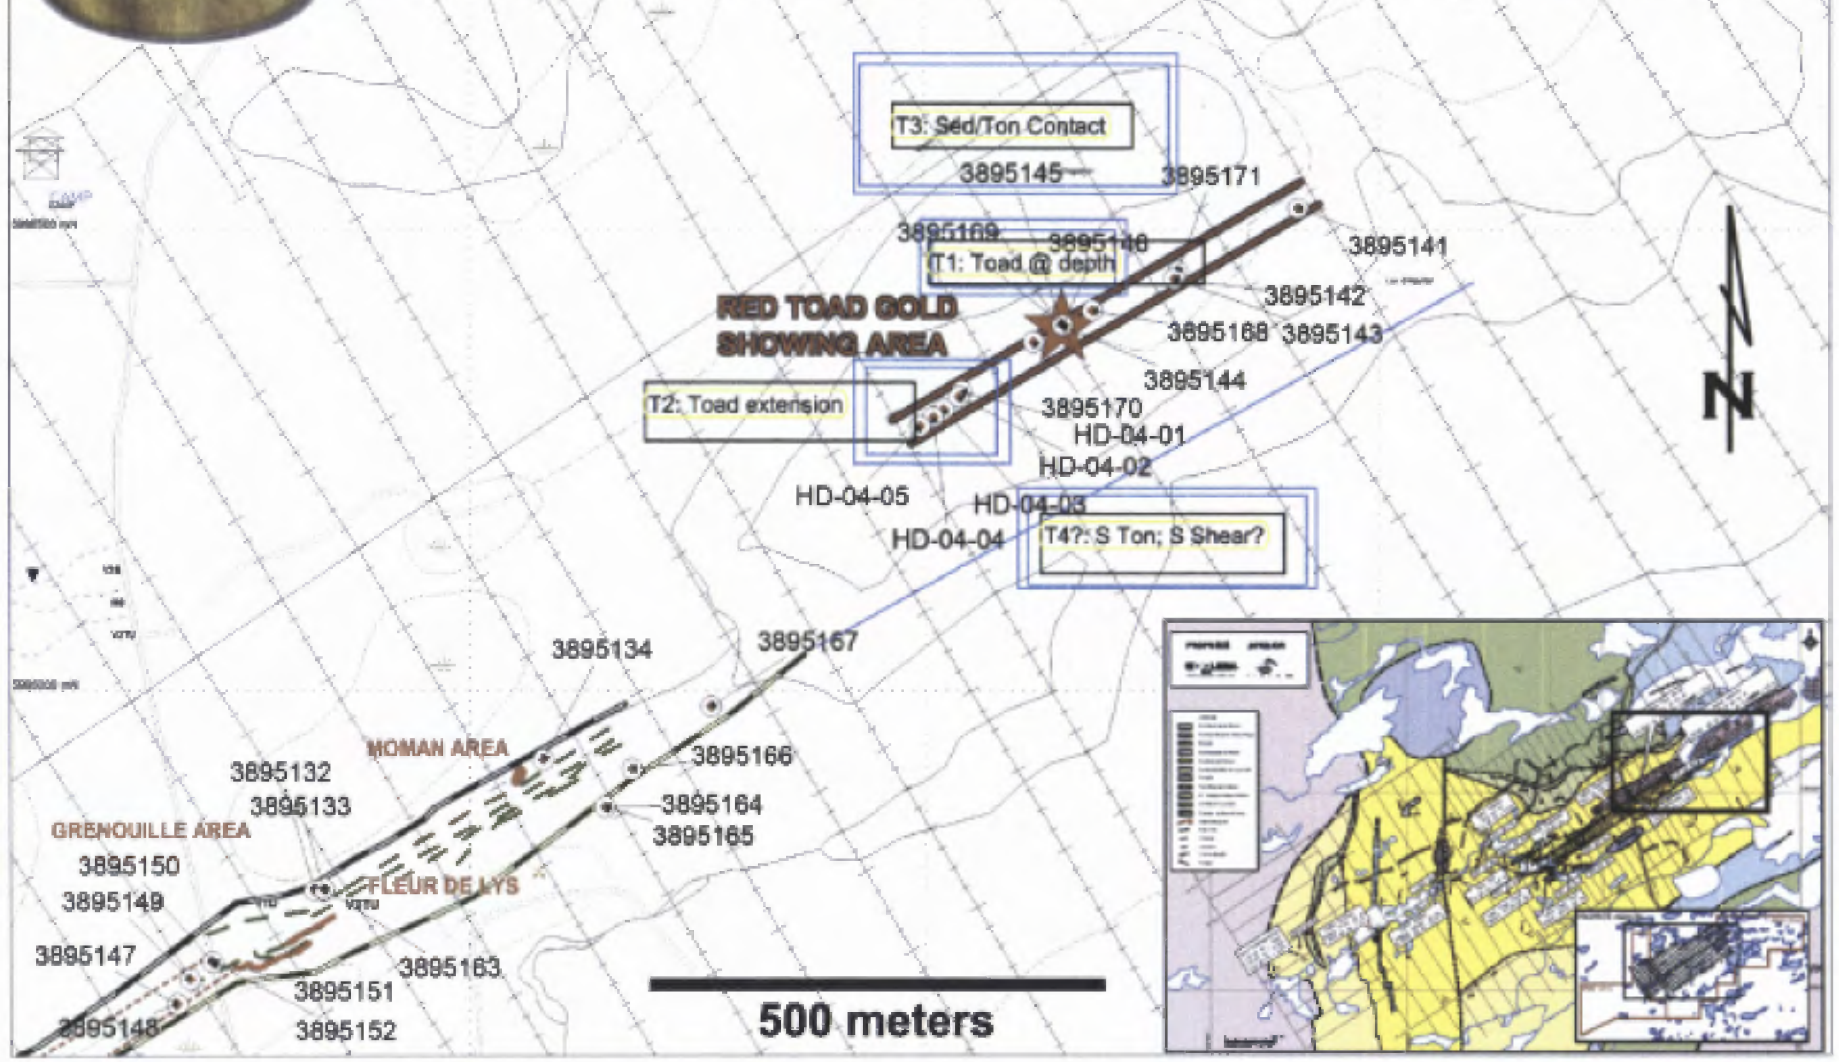 T3: Sed/Ton Contact
3895145
3895171
3895169
3895140
T1: Toad @ depth
3895141
RED TOAD GOLD
SHOWING AREA
3895142
3895168
3895143
3895144
T2: Toad extension
3895170
HD-04-01
HD-04-02
HD-04-05
HD-04-03
HD-04-04
T4?: S Ton; S Shear?
N
CAMP
3895134
3895167
MOMAN AREA
3895166
3895132
3895133
3895164
3895165
GRENOUILLE AREA
3895150
FLEUR DE LYS
3895149
V3TU
3895147
3895163
3895151
3895148
3895152
500 meters